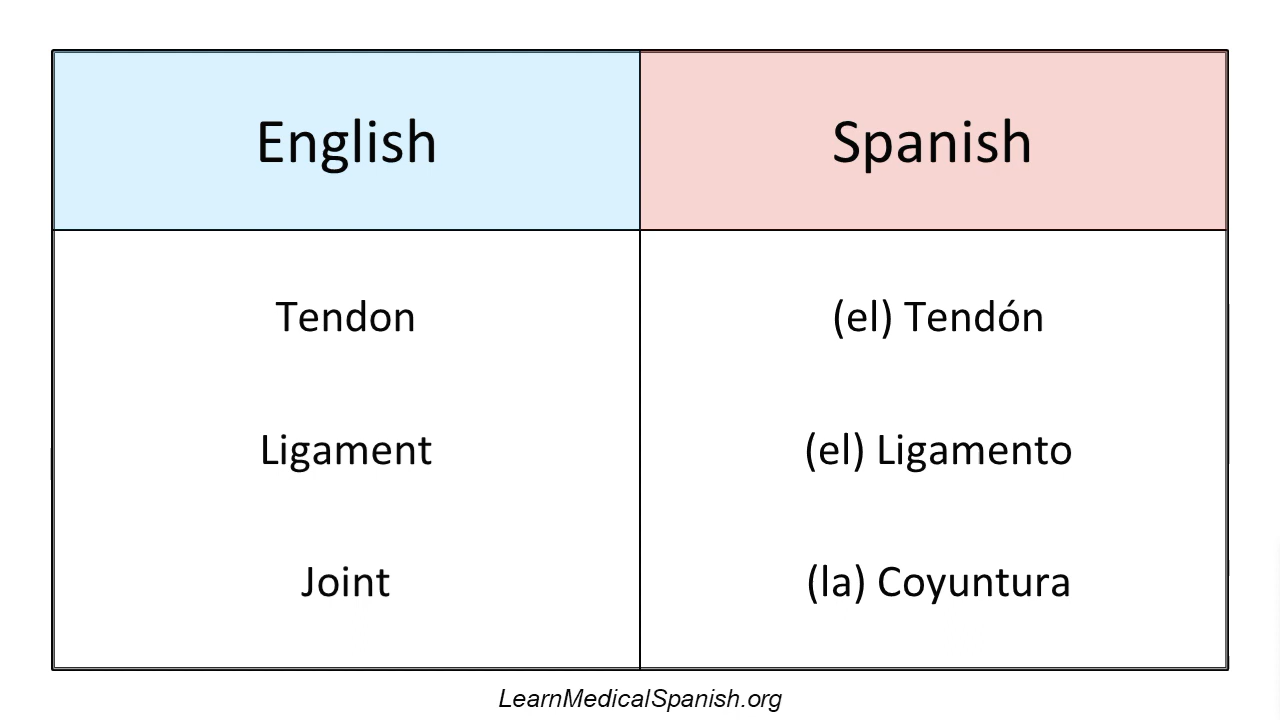 English Spanish
Tendon (el) Tendón
Ligament (el) Ligamento
Joint (la) Coyuntura
LearnMedicalSpanish.org